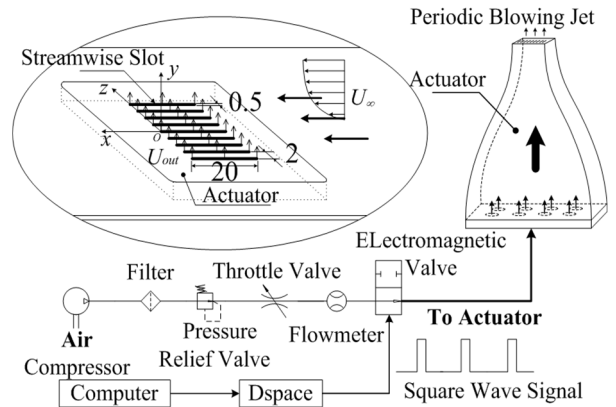 Periodic Blowing Jet
Streamwise Slot
y
z
0.5
U∞
Actuator
x
o
Uout
2
20
Actuator
ELectromagnetic
Valve
Filter
Throttle Valve
Air
Compressor
Pressure
Relief Valve
Flowmeter
To Actuator
Computer
Dspace
Square Wave Signal